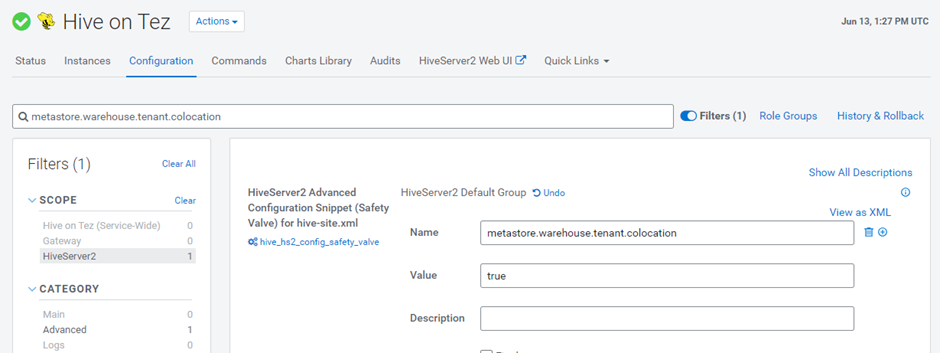 Hive on Tez
Actions
Jun 13, 1:27 PM UTC
Status Instances Configuration Commands Charts Library Audits HiveServer2 Web UI Quick Links
metastore.warehouse.tenant.colocation
Filters (1) Role Groups History & Rollback
Filters (1) Clear All
SCOPE Clear
Hive on Tez (Service-Wide) 0
Gateway 0
HiveServer2 1
CATEGORY
Main 0
Advanced 1
Logs 0
Show All Descriptions
HiveServer2 Advanced
Configuration Snippet (Safety
Valve) for hive-site.xml
hive_hs2_config_safety_valve
HiveServer2 Default Group Undo
View as XML
Name metastore.warehouse.tenant.colocation
Value true
Description